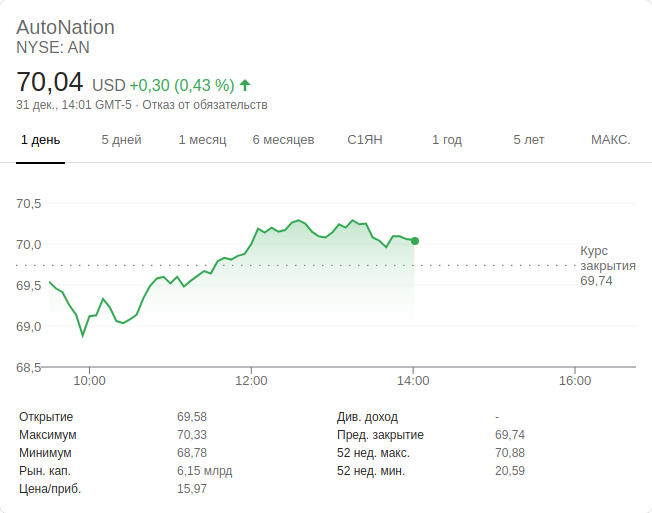 AutoNation
NYSE: AN
70,04 USD +0,30 (0,43 %)
31 дек., 14:01 GMT-5 · Отказ от обязательств
1 день 5 дней 1 месяц 6 месяцев С1ЯН 1 год 5 лет МАКС.
70,5
70,0
69,5
69,0
68,5
Курс
закрытия
69,74
10:00 12:00 14:00 16:00
Открытие 69,58
Максимум 70,33
Минимум 68,78
Рын. кап. 6,15 млрд
Цена/приб. 15,97
Див. доход -
Пред. закрытие 69,74
52 нед. макс. 70,88
52 нед. мин. 20,59